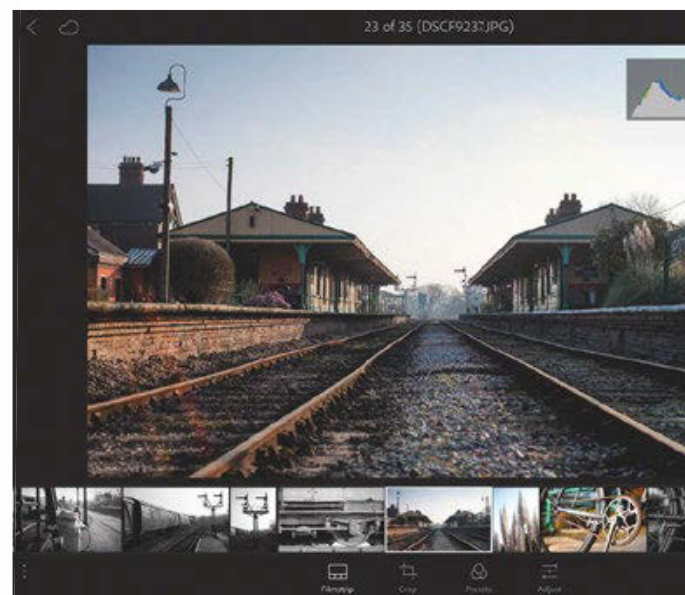 23 of 35 (DSCF9237.JPG)
Filmstrip
Crop
Presets
Adjust